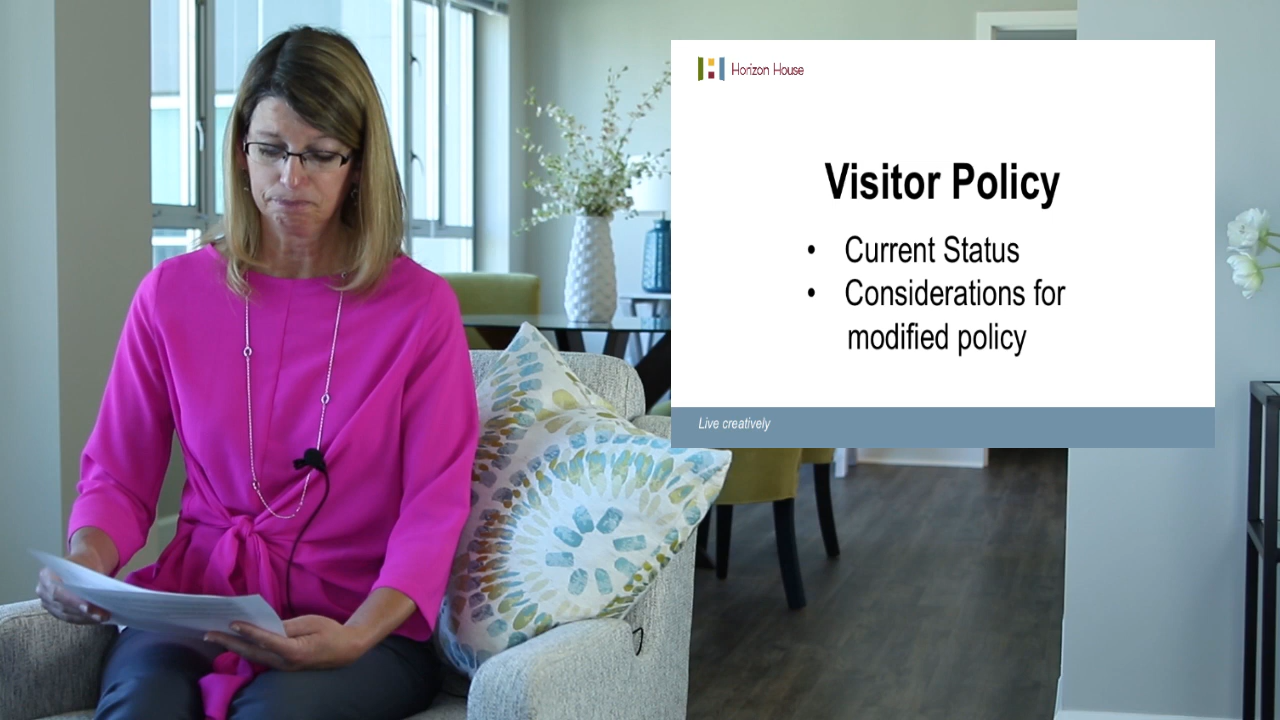 Horizon House
Visitor Policy
• Current Status
• Considerations for
modified policy
Live creatively